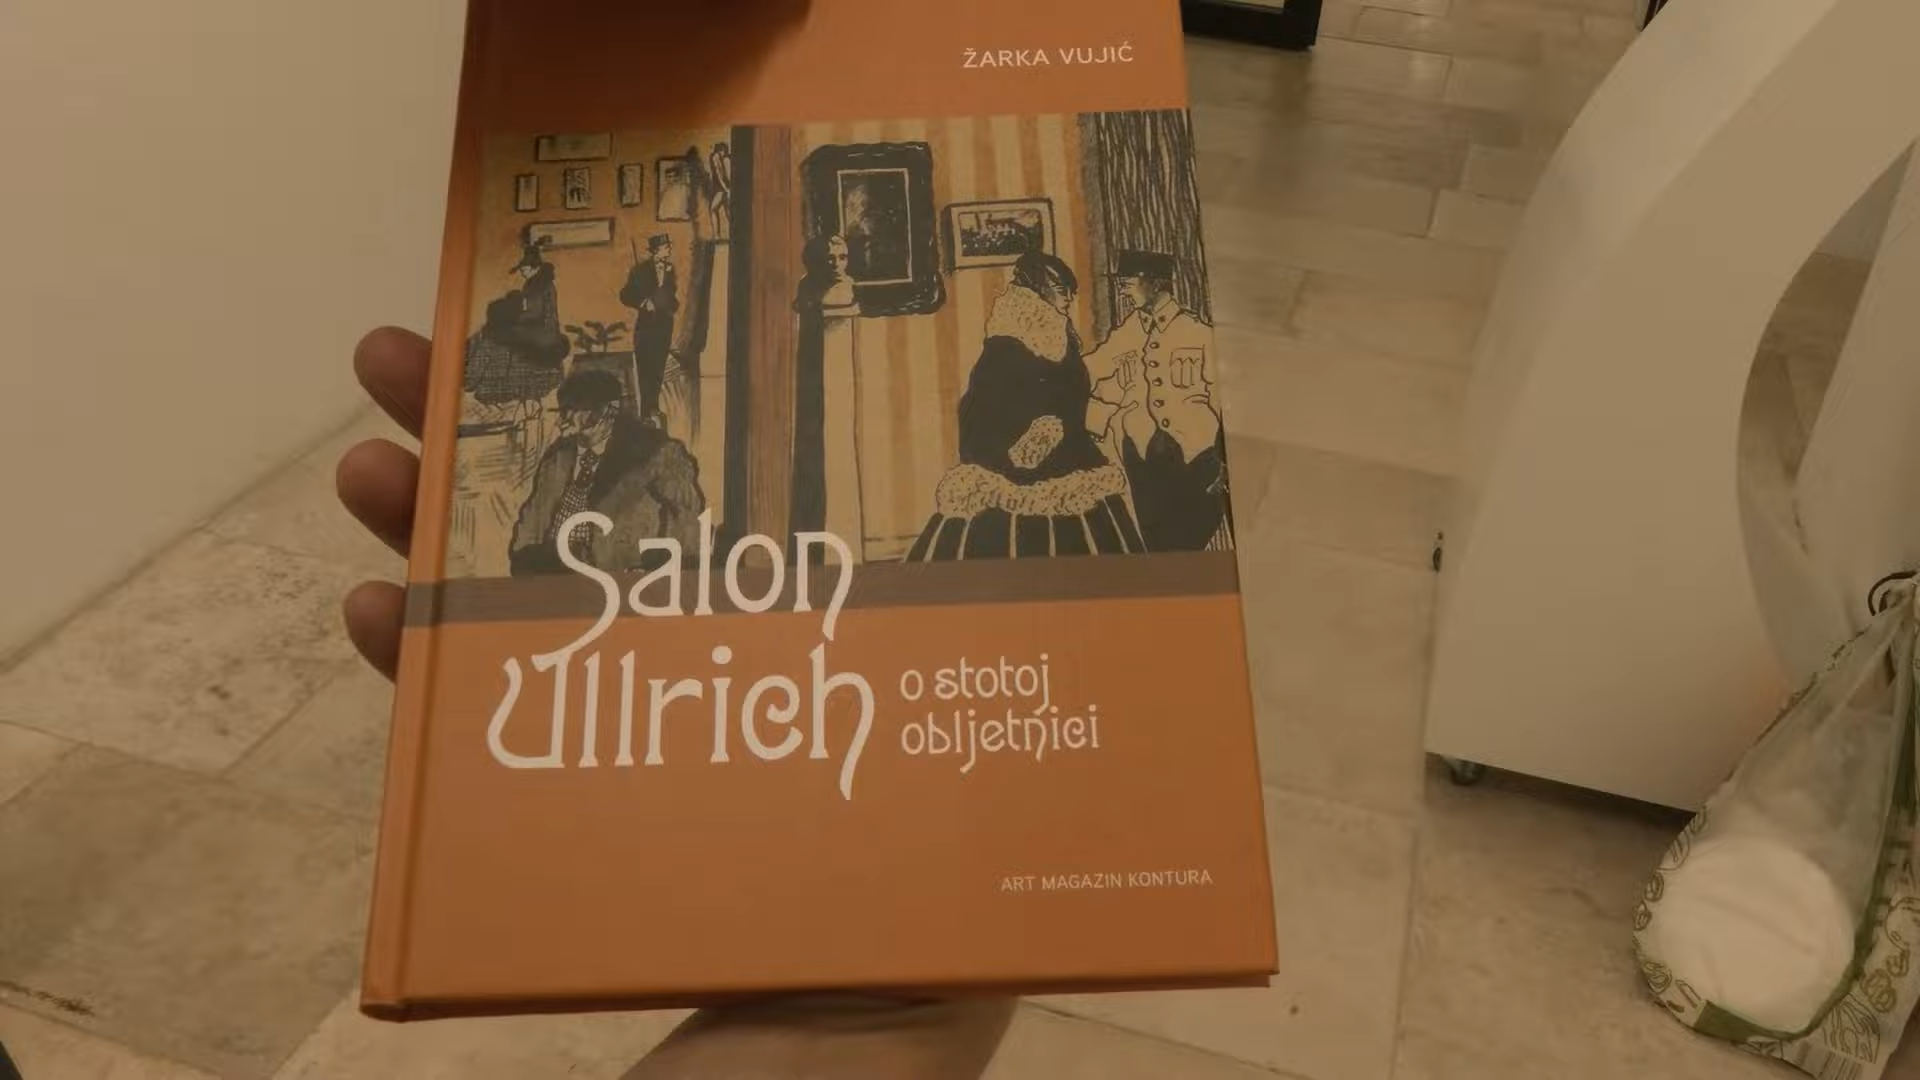 ŽARKA VUJIĆ
Salon
Ullrich
o stotoj
obljetnici
ART MAGAZIN KONTURA